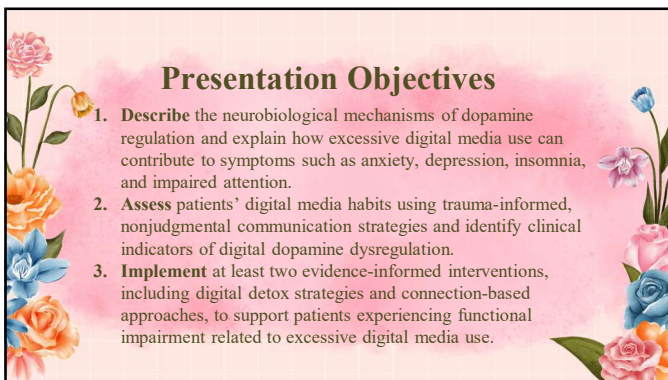 Presentation Objectives
1. Describe the neurobiological mechanisms of dopamine
regulation and explain how excessive digital media use can
contribute to symptoms such as anxiety, depression, insomnia,
and impaired attention.
2. Assess patients’ digital media habits using trauma-informed,
nonjudgmental communication strategies and identify clinical
indicators of digital dopamine dysregulation.
3. Implement at least two evidence-informed interventions,
including digital detox strategies and connection-based
approaches, to support patients experiencing functional
impairment related to excessive digital media use.